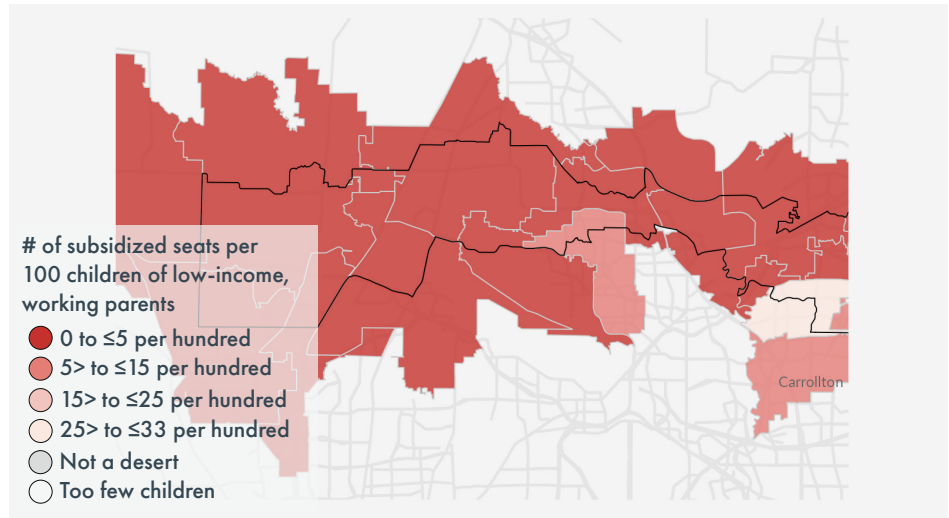 # of subsidized seats per
100 children of low-income,
working parents
0 to ≤5 per hundred
5> to ≤15 per hundred
15> to ≤25 per hundred
25> to ≤33 per hundred
Not a desert
Too few children
Carrollton